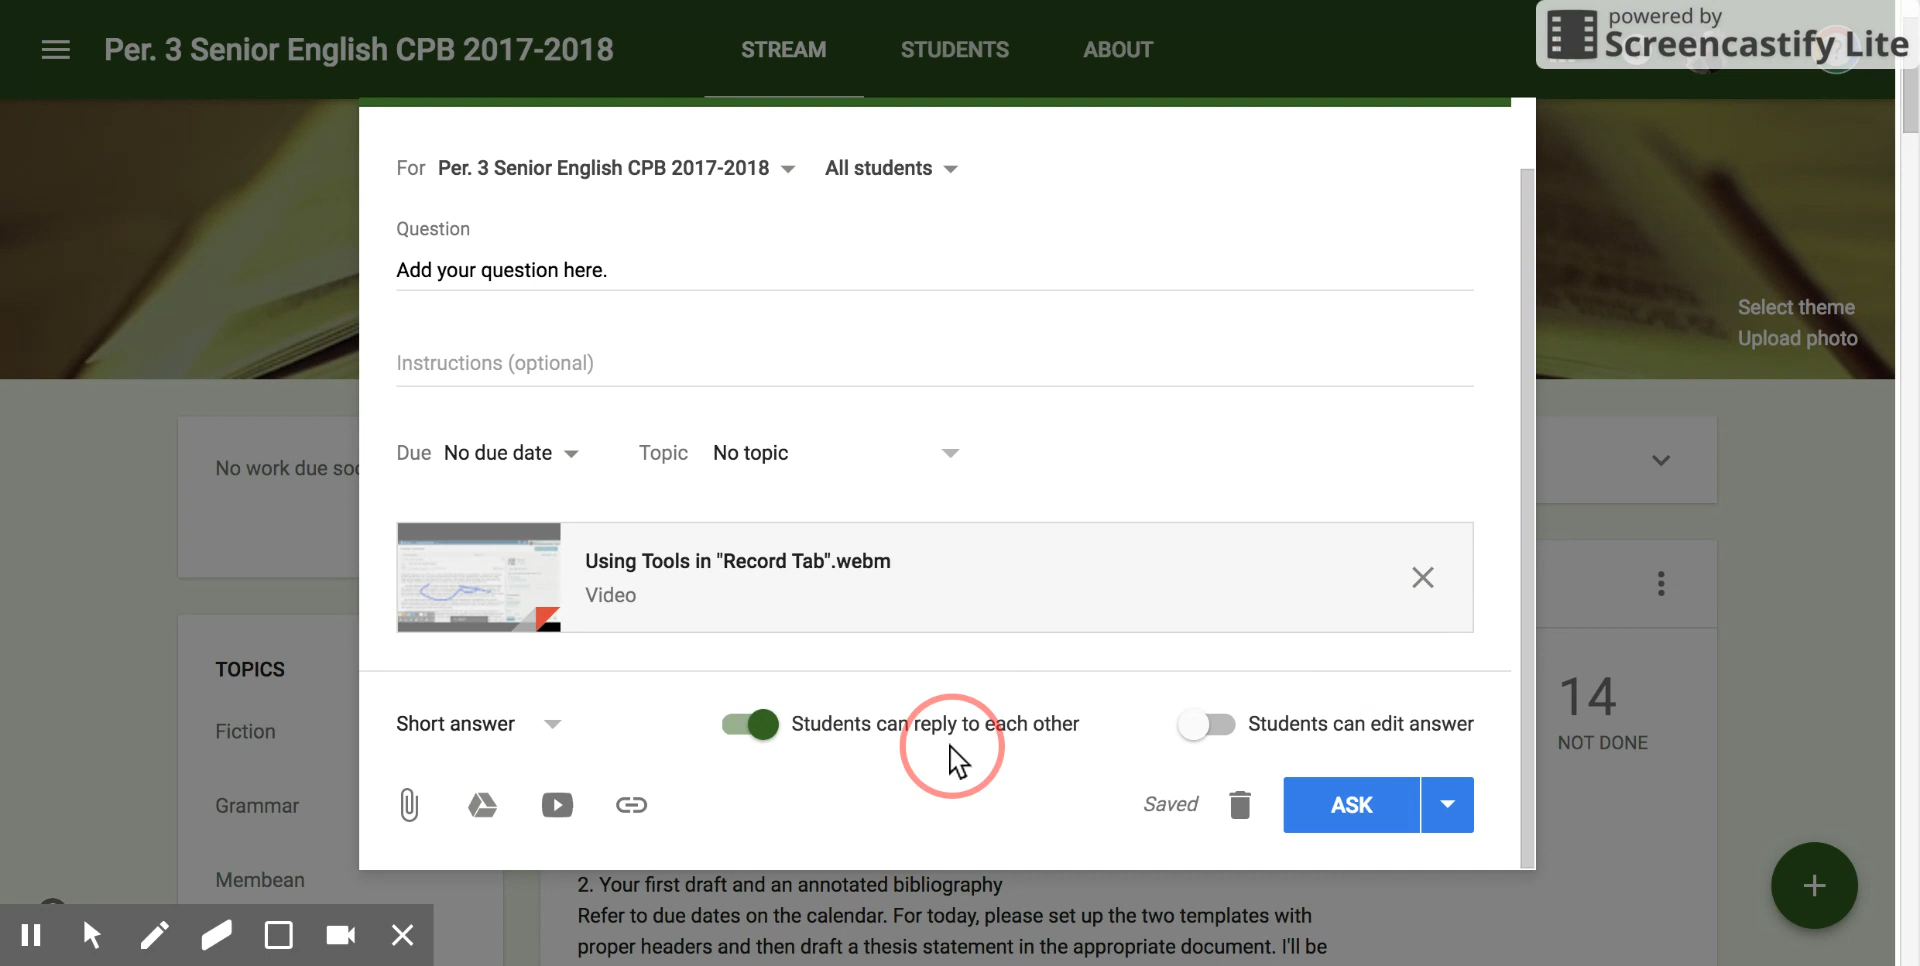 Per. 3 Senior English CPB 2017-2018
STREAM
STUDENTS
ABOUT
powered by
Screencastify Lite
For Per. 3 Senior English CPB 2017-2018
All students
Question
Add your question here.
Select theme
Upload photo
Instructions (optional)
Due No due date
Topic No topic
No work due
Using Tools in "Record Tab".webm
Video
TOPICS
Fiction
Grammar
Membean
14
NOT DONE
Short answer
Students can reply to each other
Students can edit answer
Saved
ASK
2. Your first draft and an annotated bibliography
Refer to due dates on the calendar. For today, please set up the two templates with
proper headers and then draft a thesis statement in the appropriate document. I'll be